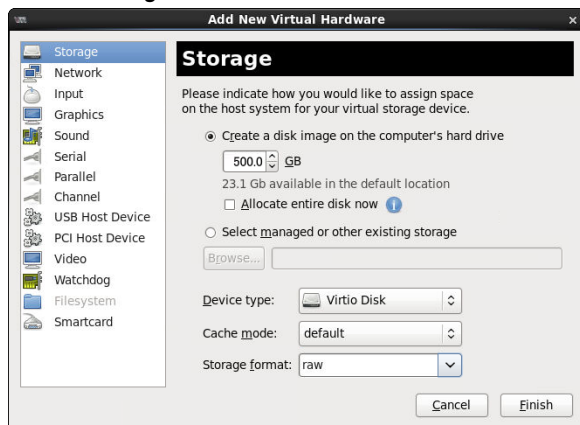 Add New Virtual Hardware
Storage
Network
Input
Graphics
Sound
Serial
Parallel
Channel
USB Host Device
PCI Host Device
Video
Watchdog
Filesystem
Smartcard
Storage
Please indicate how you would like to assign space
on the host system for your virtual storage device.
Create a disk image on the computer's hard drive
500.0 GB
23.1 Gb available in the default location
Allocate entire disk now
Select managed or other existing storage
Browse...
Device type: Virtio Disk
Cache mode: default
Storage format: raw
Cancel Finish